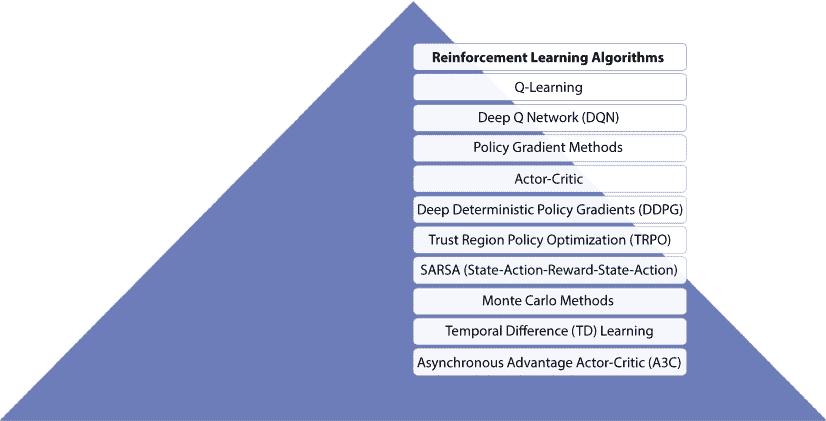 Reinforcement Learning Algorithms
Q-Learning
Deep Q Network (DQN)
Policy Gradient Methods
Actor-Critic
Deep Deterministic Policy Gradients (DDPG)
Trust Region Policy Optimization (TRPO)
SARSA (State-Action-Reward-State-Action)
Monte Carlo Methods
Temporal Difference (TD) Learning
Asynchronous Advantage Actor-Critic (A3C)